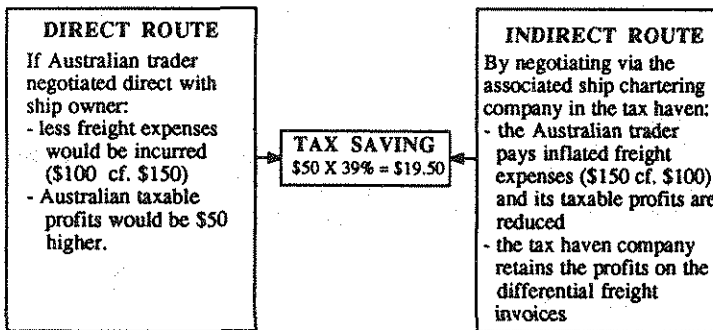 DIRECT ROUTE
If Australian trader
negotiated direct with
ship owner:
- less freight expenses
would be incurred
($100 cf. $150)
- Australian taxable
profits would be $50
higher.
TAX SAVING
$50 X 39% = $19.50
INDIRECT ROUTE
By negotiating via the
associated ship chartering
company in the tax haven:
- the Australian trader
pays inflated freight
expenses ($150 cf. $100)
and its taxable profits are
reduced
- the tax haven company
retains the profits on the
differential freight
invoices